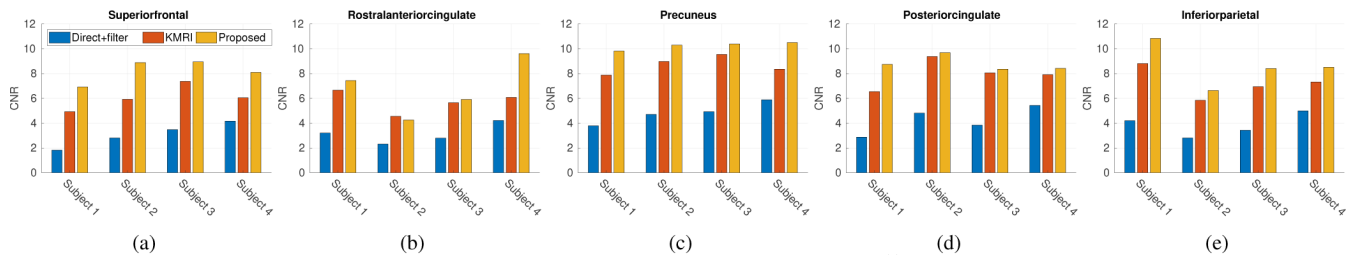 Superiorfrontal
12
10
8
6
4
2
0
CNR
Direct+filter KMRI Proposed
Subject 1 Subject 2 Subject 3 Subject 4
(a)
Rostralanteriorcingulate
12
10
8
6
4
2
0
CNR
Subject 1 Subject 2 Subject 3 Subject 4
(b)
Precuneus
12
10
8
6
4
2
0
CNR
Subject 1 Subject 2 Subject 3 Subject 4
(c)
Posteriorcingulate
12
10
8
6
4
2
0
CNR
Subject 1 Subject 2 Subject 3 Subject 4
(d)
Inferiorparietal
12
10
8
6
4
2
0
CNR
Subject 1 Subject 2 Subject 3 Subject 4
(e)